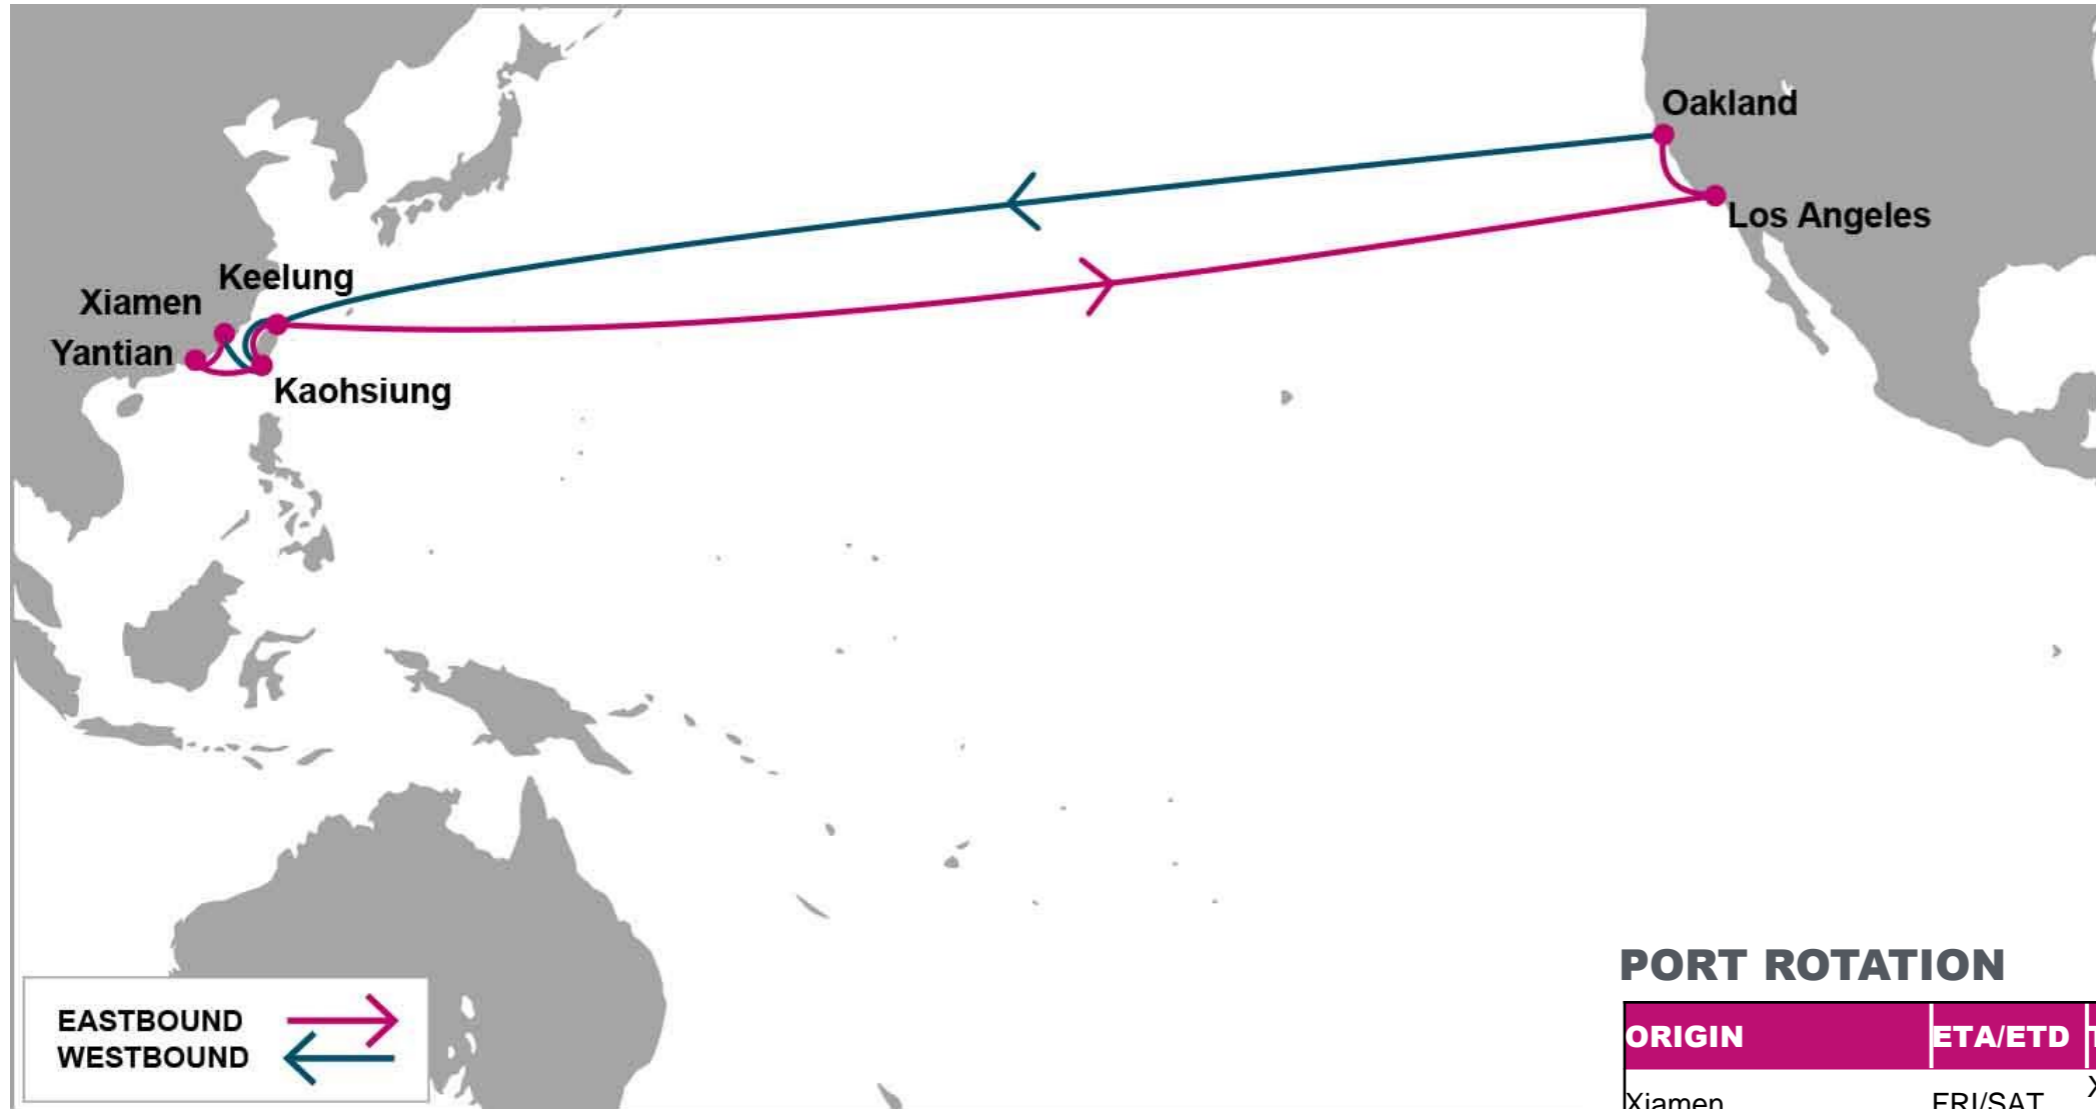 Oakland
Los Angeles
Keelung
Xiamen
Yantian
Kaohsiung
EASTBOUND
WESTBOUND
PORT ROTATION
ORIGIN ETA/ETD
Xiamen FRI/SAT